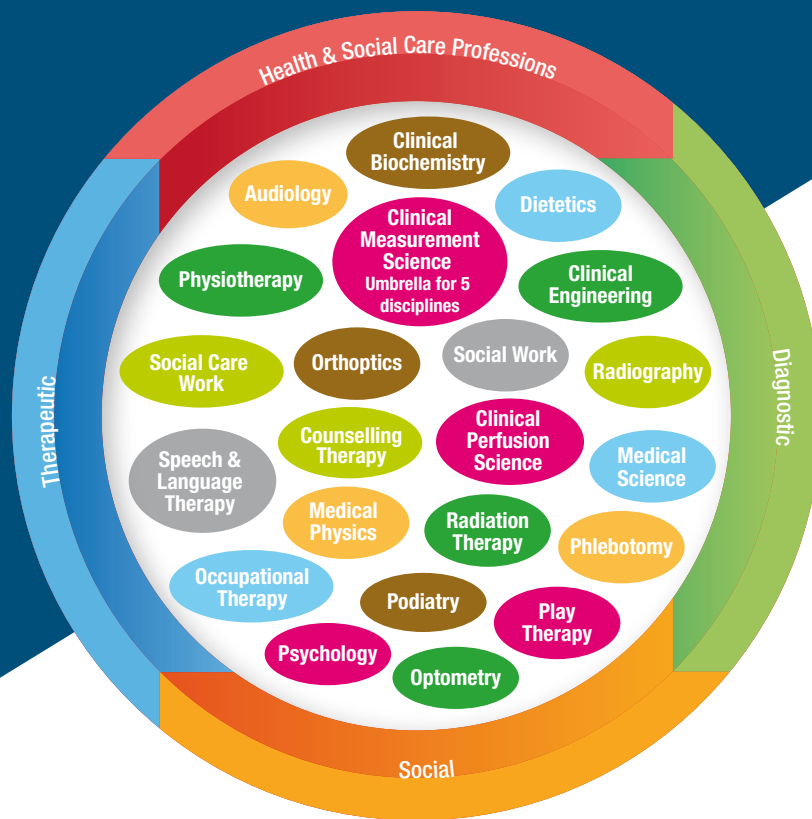 Health & Social Care Professions
Clinical
Biochemistry
Audiology
Dietetics
Clinical
Measurement
Science
Umbrella for 5
disciplines
Physiotherapy
Clinical
Engineering
Social Care
Work
Orthoptics
Social Work
Radiography
Therapeutic
Diagnostic
Counselling
Therapy
Clinical
Perfusion
Science
Speech &
Language
Therapy
Medical
Science
Medical
Physics
Radiation
Therapy
Phlebotomy
Occupational
Therapy
Podiatry
Play
Therapy
Psychology
Optometry
Social